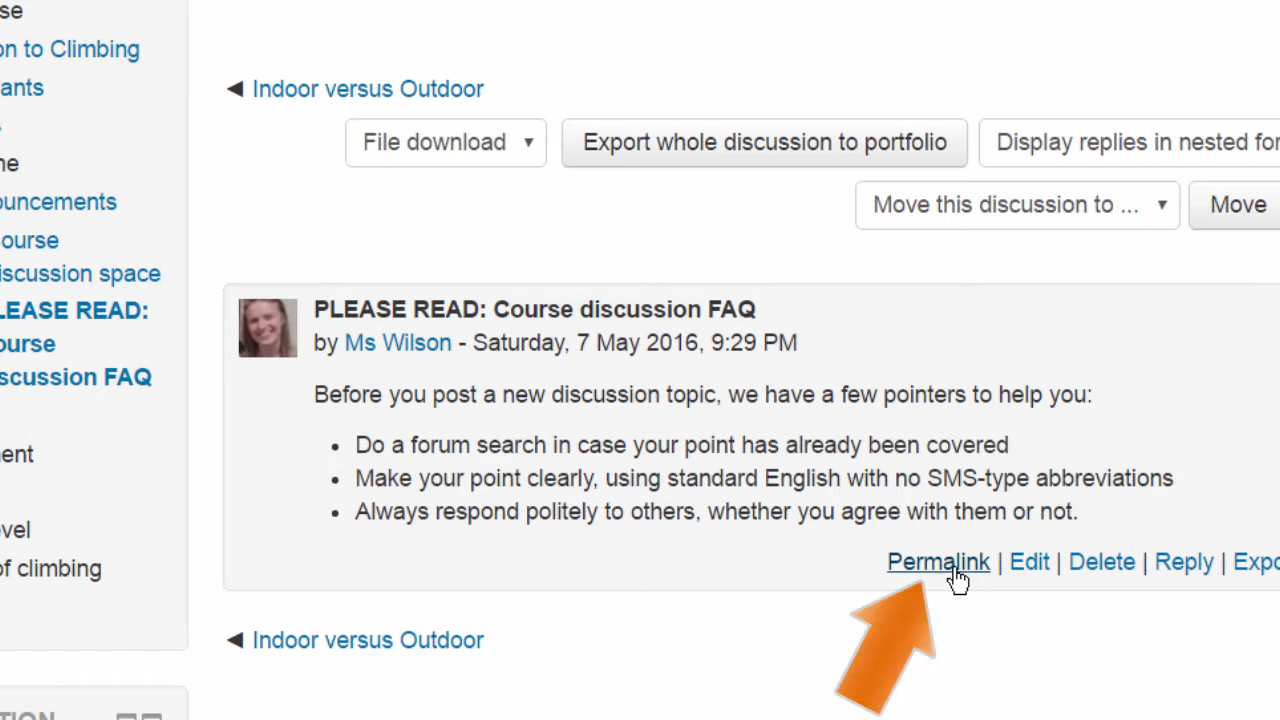 se
on to Climbing
ants
ne
ouncements
ourse
iscussion space
LEASE READ:
ourse
scussion FAQ
ent
evel
of climbing
TION
◄ Indoor versus Outdoor
File download ▼
Export whole discussion to portfolio
Display replies in nested for
Move this discussion to ... ▼
Move
PLEASE READ: Course discussion FAQ
by Ms Wilson - Saturday, 7 May 2016, 9:29 PM
Before you post a new discussion topic, we have a few pointers to help you:
• Do a forum search in case your point has already been covered
• Make your point clearly, using standard English with no SMS-type abbreviations
• Always respond politely to others, whether you agree with them or not.
Permalink | Edit | Delete | Reply | Expo
◄ Indoor versus Outdoor